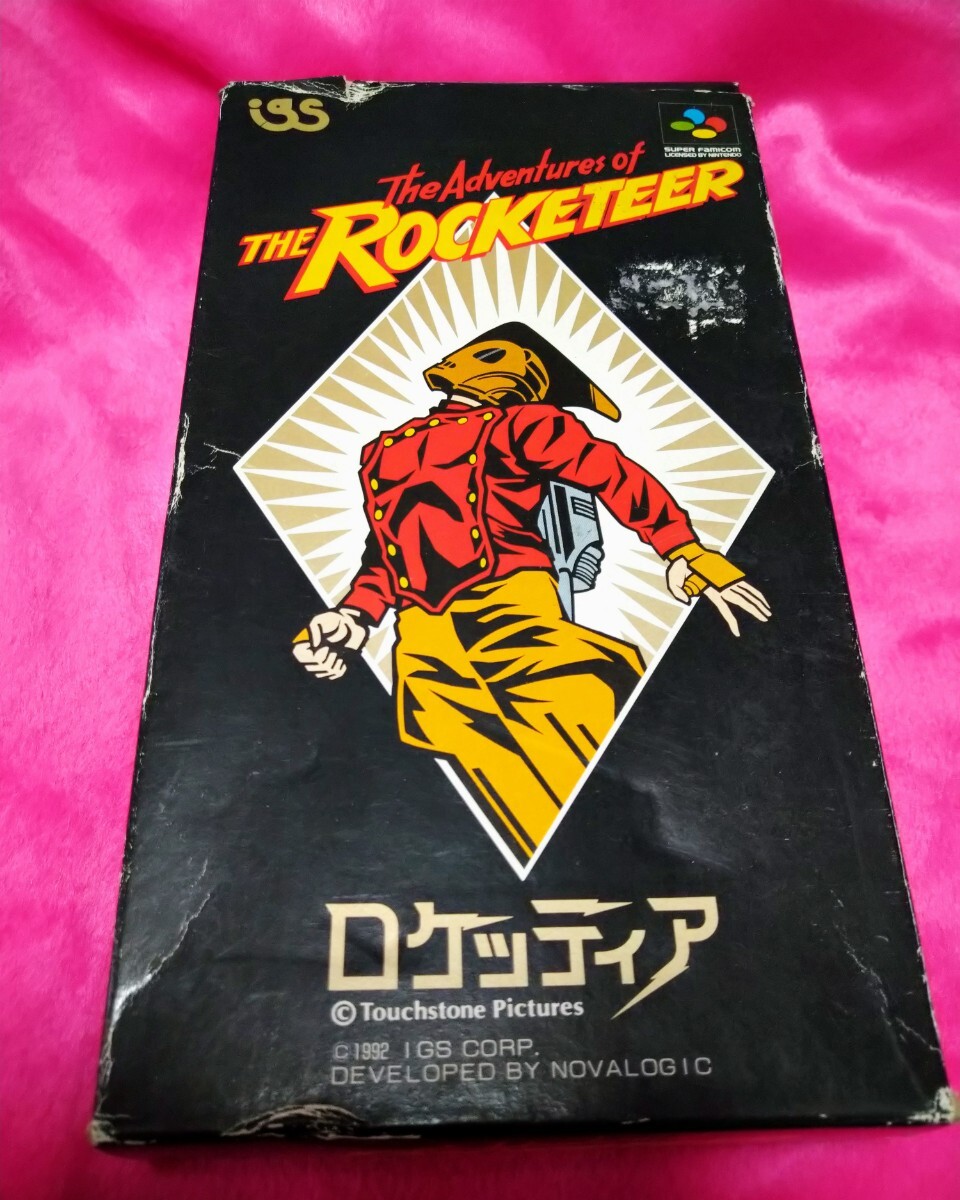 igs
SUPER FAMICOM
LICENSED BY NINTENDO
The Adventures of
THE ROCKETEER
ロケッティア
© Touchstone Pictures
©1992 IGS CORP.
DEVELOPED BY NOVALOGIC